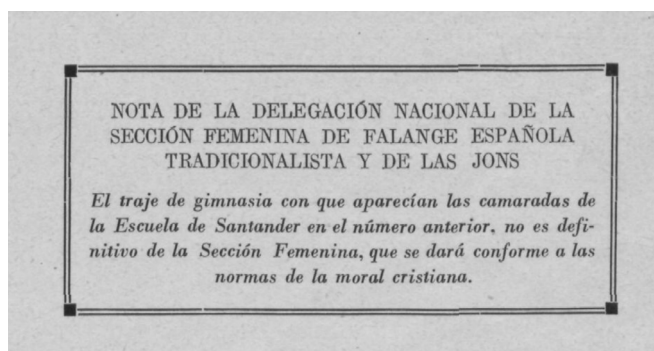 NOTA DE LA DELEGACIÓN NACIONAL DE LA
SECCIÓN FEMENINA DE FALANGE ESPAÑOLA
TRADICIONALISTA Y DE LAS JONS
El traje de gimnasia con que aparecían las camaradas de
la Escuela de Santander en el número anterior, no es defi-
nitivo de la Sección Femenina, que se dará conforme a las
normas de la moral cristiana.